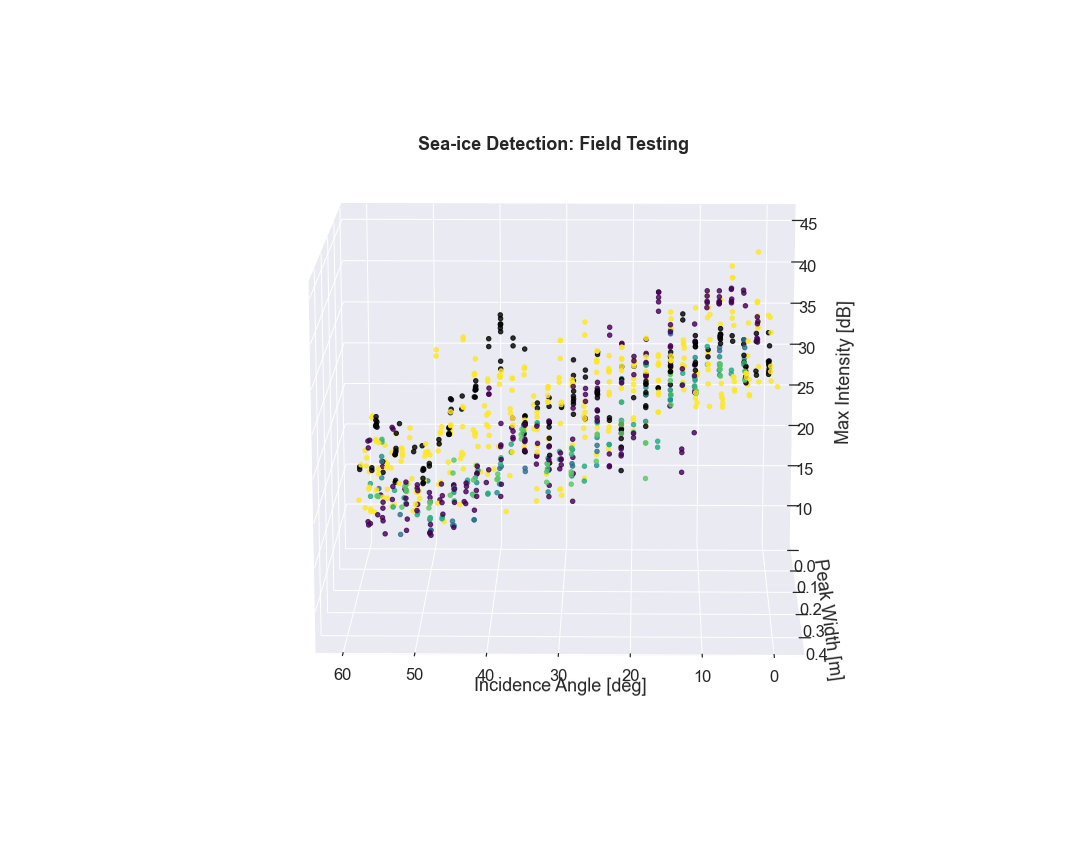 Sea-ice Detection: Field Testing
45
40
35
30
25
20
15
10
Max Intensity [dB]
0.0
0.1
0.2
0.3
0.4
Peak Width [m]
60 50 40 30 20 10 0
Incidence Angle [deg]